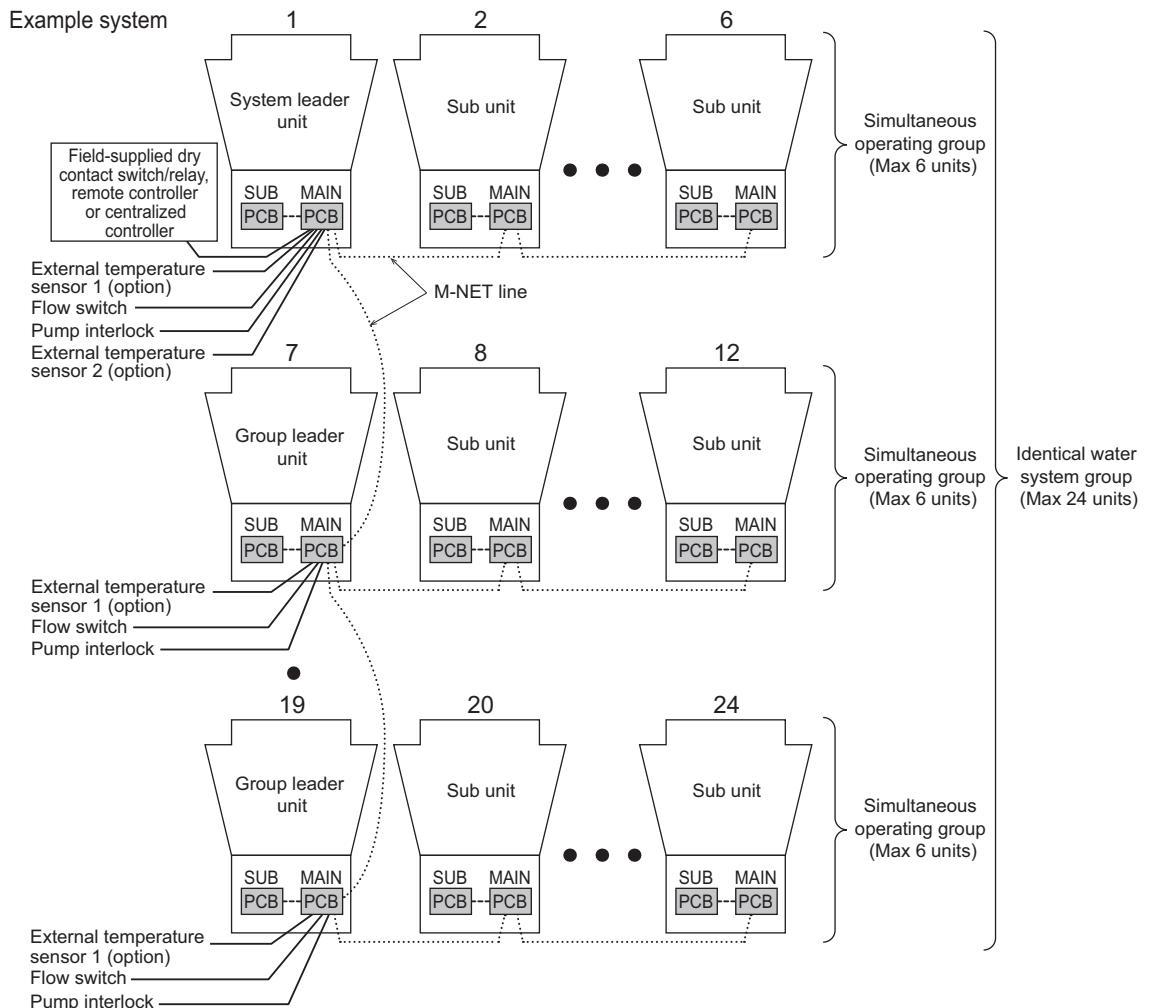 Example system
1
2
6
System leader
unit
Sub unit
Sub unit
Simultaneous
operating group
(Max 6 units)
Field-supplied dry
contact switch/relay,
remote controller
or centralized
controller
SUB MAIN
PCB PCB
SUB MAIN
PCB PCB
SUB MAIN
PCB PCB
External temperature
sensor 1 (option)
Flow switch
Pump interlock
External temperature
sensor 2 (option)
M-NET line
7
8
12
Group leader
unit
Sub unit
Sub unit
Simultaneous
operating group
(Max 6 units)
Identical water
system group
(Max 24 units)
SUB MAIN
PCB PCB
SUB MAIN
PCB PCB
SUB MAIN
PCB PCB
External temperature
sensor 1 (option)
Flow switch
Pump interlock
19
20
24
Group leader
unit
Sub unit
Sub unit
Simultaneous
operating group
(Max 6 units)
SUB MAIN
PCB PCB
SUB MAIN
PCB PCB
SUB MAIN
PCB PCB
External temperature
sensor 1 (option)
Flow switch
Pump interlock